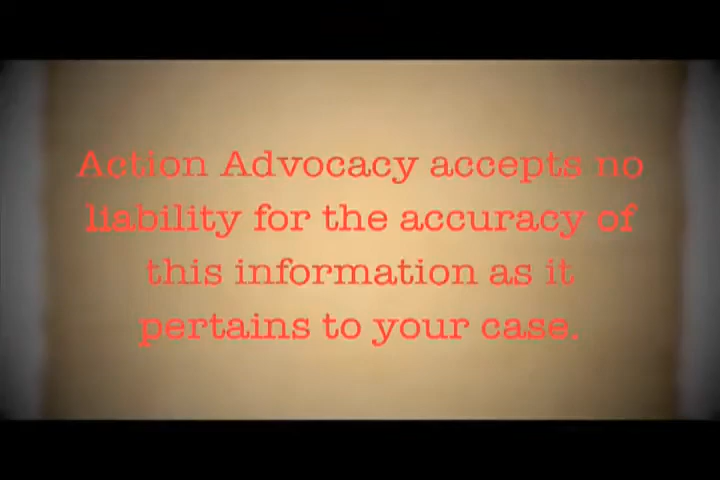 Action Advocacy accepts no
liability for the accuracy of
this information as it
pertains to your case.